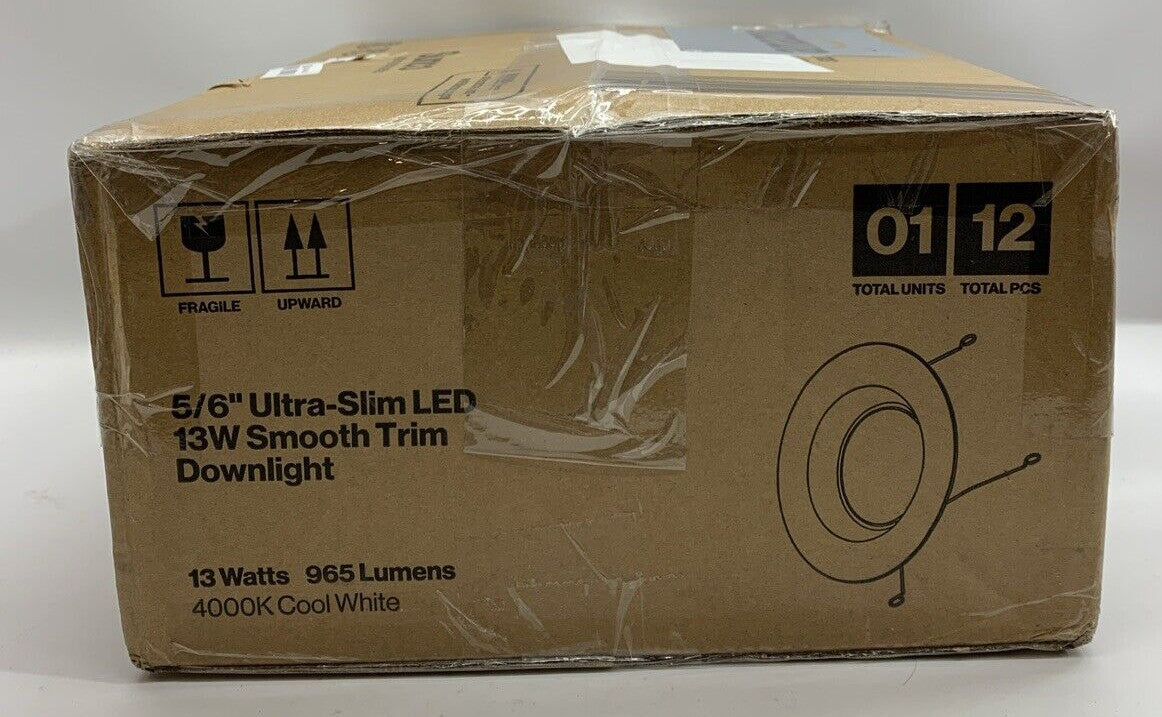 FRAGILE
UPWARD
01
12
TOTAL UNITS
TOTAL PCS
5/6" Ultra-Slim LED
13W Smooth Trim
Downlight
13 Watts 965 Lumens
4000K Cool White